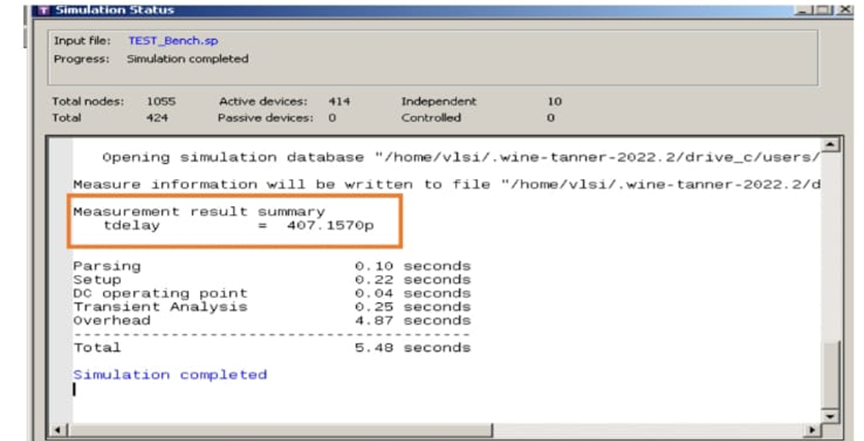 Simulation Status
Input file: TEST_Bench.sp
Progress: Simulation completed
Total nodes: 1055 Active devices: 414 Independent 10
Total 424 Passive devices: 0 Controlled 0
Opening simulation database "/home/vlsi/.wine-tanner-2022.2/drive_c/users/
Measure information will be written to file "/home/vlsi/.wine-tanner-2022.2/d
Measurement result summary
tdelay = 407.1570p
Parsing 0.10 seconds
Setup 0.22 seconds
DC operating point 0.04 seconds
Transient Analysis 0.25 seconds
Overhead 4.87 seconds
-----------------------------------------
Total 5.48 seconds
Simulation completed